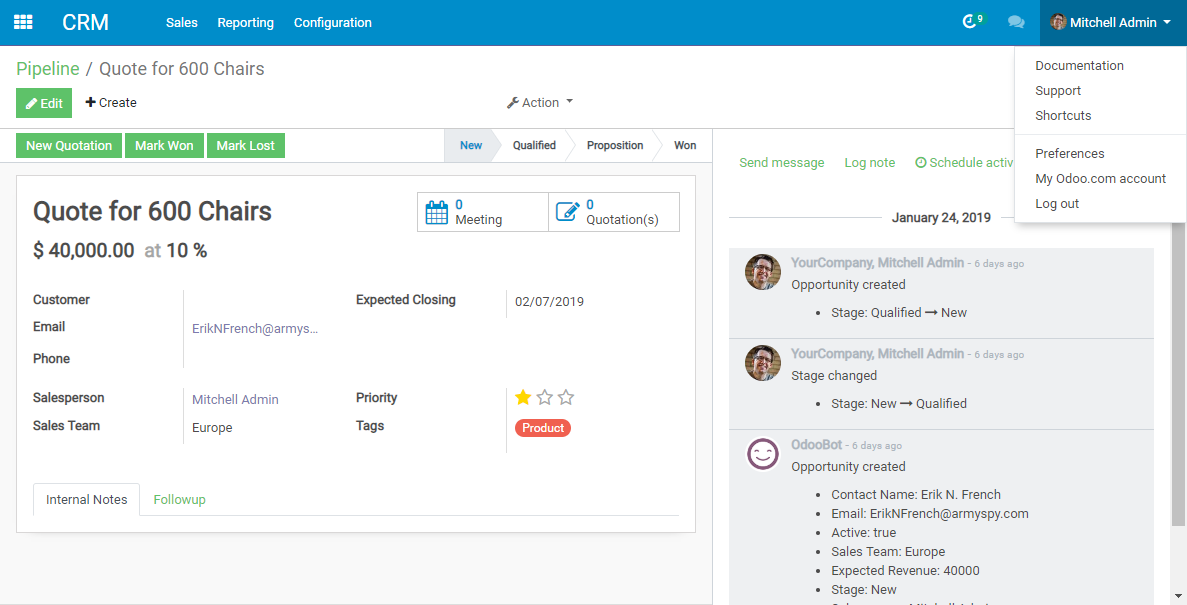 CRM Sales Reporting Configuration 9 Mitchell Admin
Documentation
Support
Shortcuts
Preferences
My Odoo.com account
Log out
Pipeline / Quote for 600 Chairs
Edit Create Action
New Quotation Mark Won Mark Lost New Qualified Proposition Won
Quote for 600 Chairs
0 Meeting
0 Quotation(s)
$ 40,000.00 at 10 %
Customer
Email ErikNFrench@armys...
Phone
Expected Closing 02/07/2019
Salesperson Mitchell Admin
Sales Team Europe
Priority
Tags Product
Internal Notes Followup
Send message Log note Schedule activ
January 24, 2019
YourCompany, Mitchell Admin - 6 days ago
Opportunity created
• Stage: Qualified → New
YourCompany, Mitchell Admin - 6 days ago
Stage changed
• Stage: New → Qualified
OdooBot - 6 days ago
Opportunity created
• Contact Name: Erik N. French
• Email: ErikNFrench@armyspy.com
• Active: true
• Sales Team: Europe
• Expected Revenue: 40000
• Stage: New